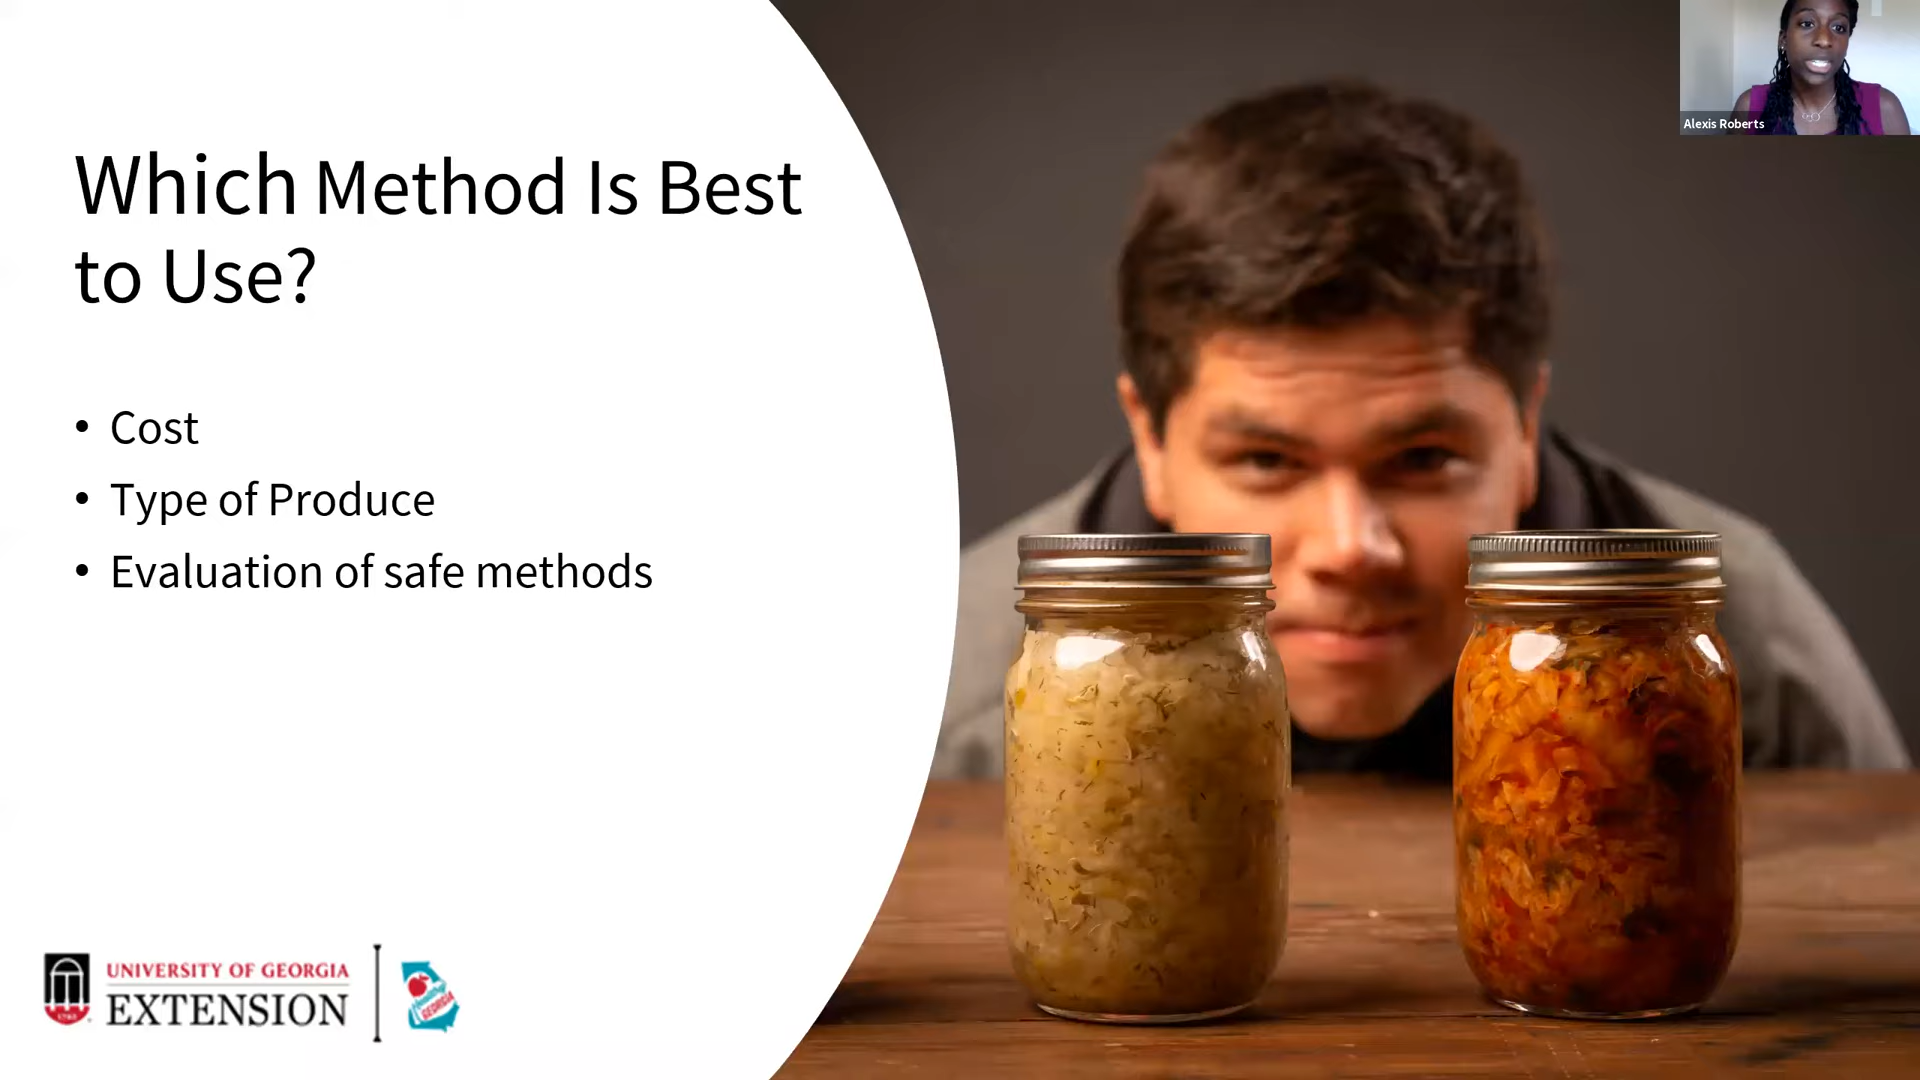 Alexis Roberts
Which Method Is Best
to Use?
• Cost
• Type of Produce
• Evaluation of safe methods
UNIVERSITY OF GEORGIA
EXTENSION
GEORGIA